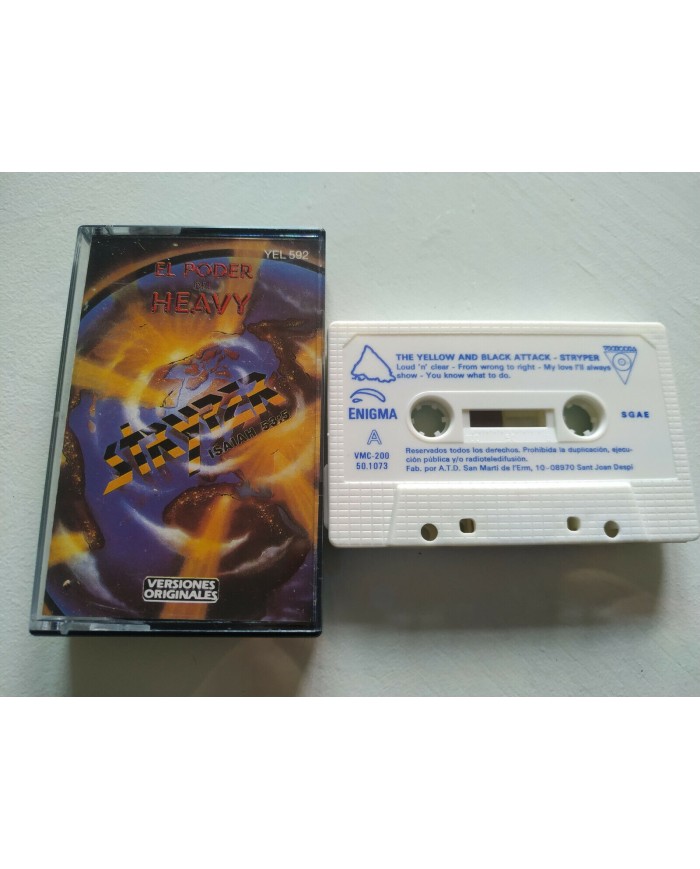 YEL 592
EL PODER
HEAVY
STRYPER
ISAIAH 53:5
VERSIONES
ORIGINALES
THE YELLOW AND BLACK ATTACK - STRYPER
Loud 'n' clear - From wrong to right - My love I'll always
show - You know what to do.
ENIGMA
SGAE
A
VMC-200
50.1073
Reservados todos los derechos. Prohibida la duplicación, ejecu-
ción pública y/o radioteledifusión.
Fab. por A.T.D. San Martí de l'Erm, 10-08970 Sant Joan Despí